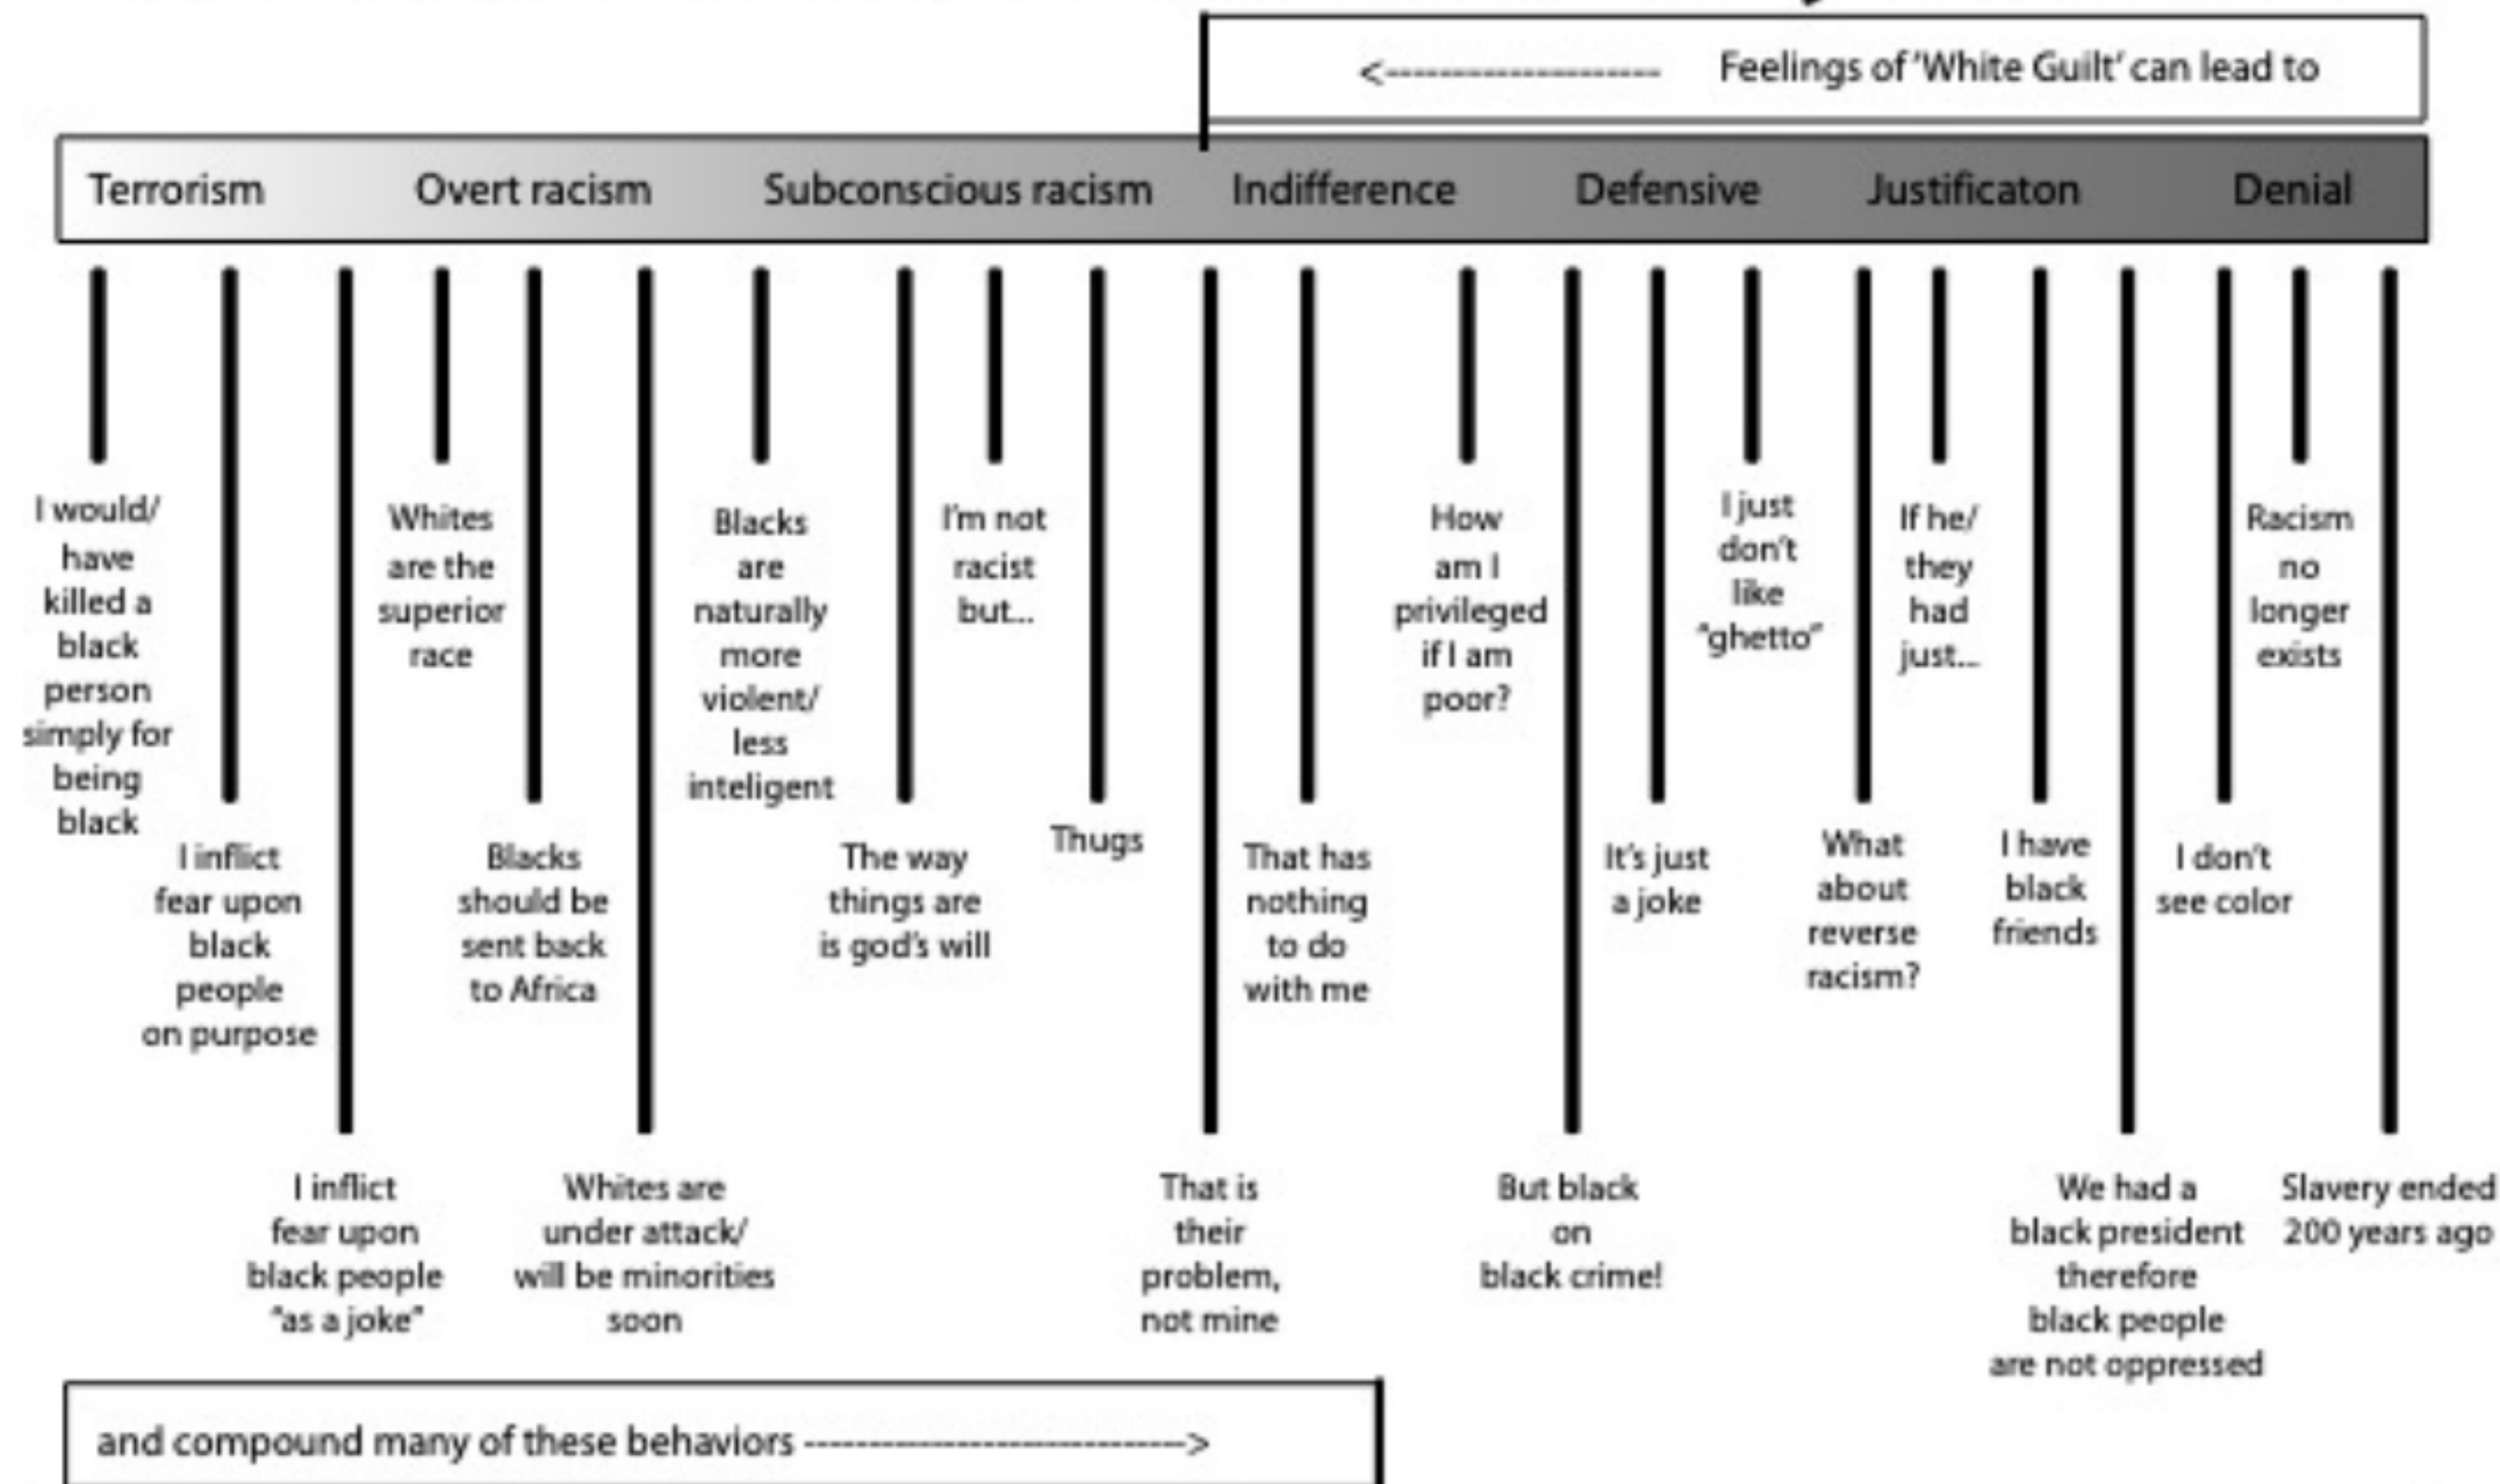 <-------------------- Feelings of 'White Guilt' can lead to
Terrorism Overt racism Subconscious racism Indifference Defensive Justificaton Denial
I would/
have
killed a
black
person
simply for
being
black
I inflict
fear upon
black
people
on purpose
I inflict
fear upon
black people
"as a joke"
Whites
are the
superior
race
Blacks
should be
sent back
to Africa
Whites are
under attack/
will be minorities
soon
Blacks
are
naturally
more
violent/
less
inteligent
The way
things are
is god's will
I'm not
racist
but...
Thugs
That is
their
problem,
not mine
That has
nothing
to do
with me
How
am I
privileged
if I am
poor?
But black
on
black crime!
It's just
a joke
I just
don't
like
"ghetto"
What
about
reverse
racism?
If he/
they
had
just...
I have
black
friends
We had a
black president
therefore
black people
are not oppressed
I don't
see color
Racism
no
longer
exists
Slavery ended
200 years ago
and compound many of these behaviors ---------------------------->